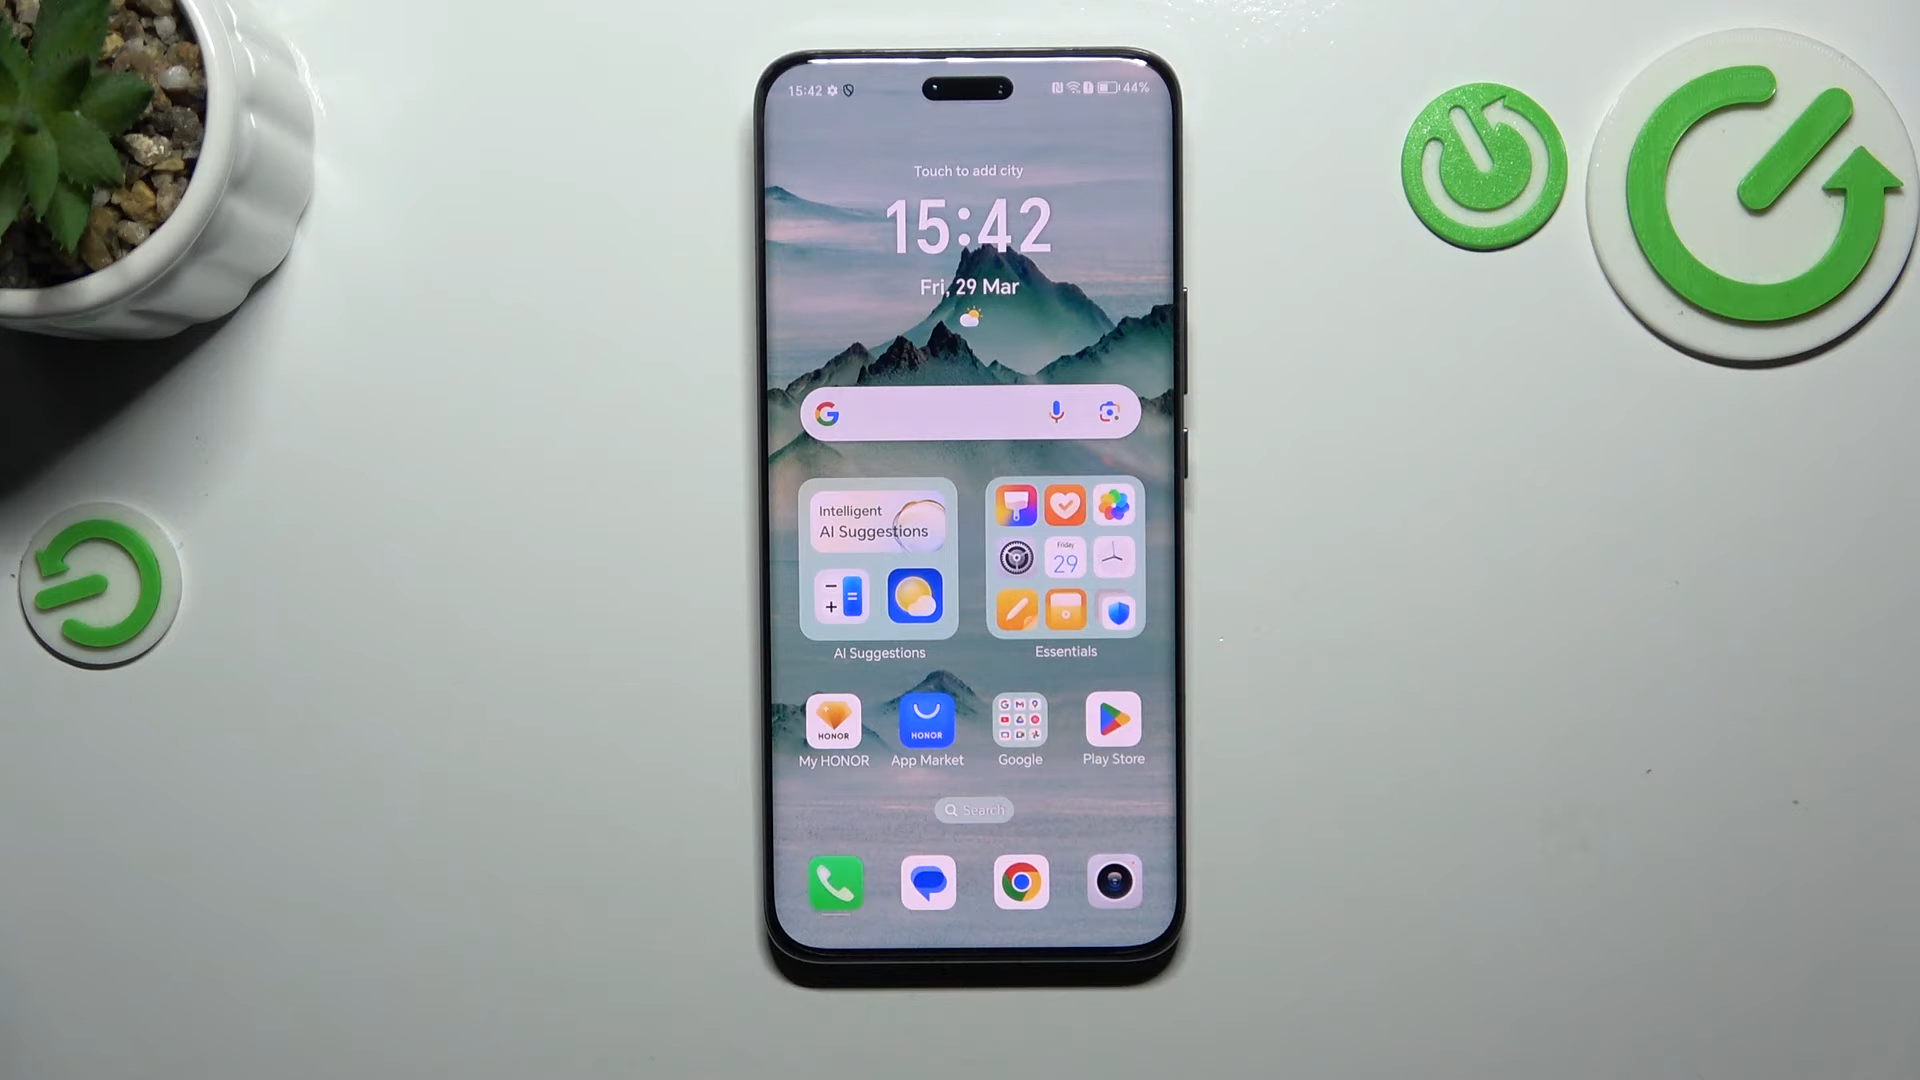 15:42
44%
Touch to add city
15:42
Fri, 29 Mar
Intelligent
AI Suggestions
Friday
29
AI Suggestions
Essentials
HONOR
HONOR
My HONOR
App Market
Google
Play Store
Search